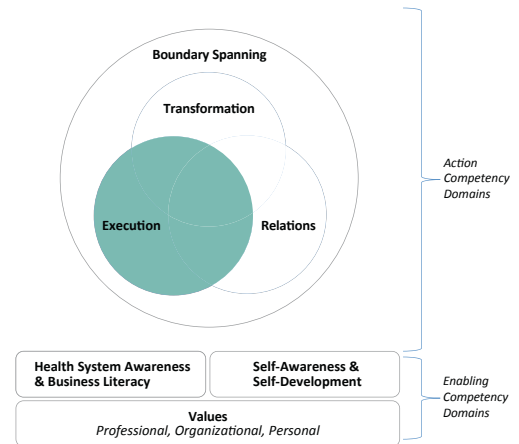 Boundary Spanning
Transformation
Execution
Relations
Action
Competency
Domains
Health System Awareness
& Business Literacy
Self-Awareness &
Self-Development
Values
Professional, Organizational, Personal
Enabling
Competency
Domains